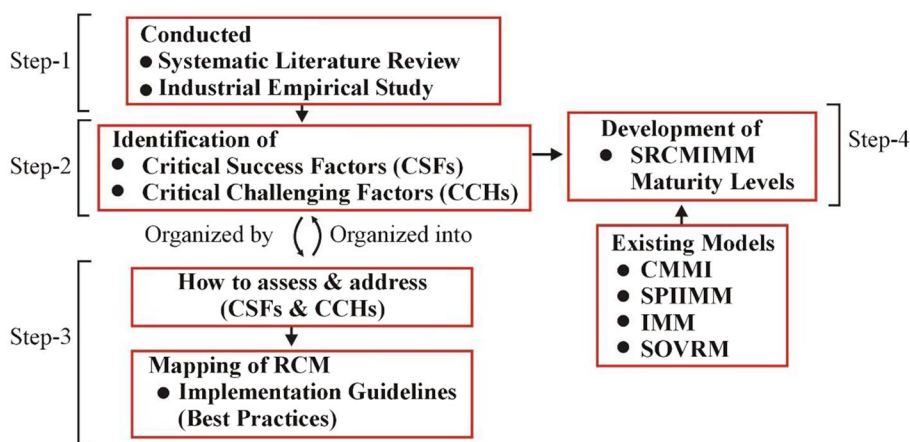 Step-1
Conducted
● Systematic Literature Review
● Industrial Empirical Study
Step-2
Identification of
● Critical Success Factors (CSFs)
● Critical Challenging Factors (CCHs)
Development of
● SRCMIMM
Maturity Levels
Step-4
Organized by
Organized into
Existing Models
● CMMI
● SPIIMM
● IMM
● SOVRM
Step-3
How to assess & address
(CSFs & CCHs)
Mapping of RCM
● Implementation Guidelines
(Best Practices)